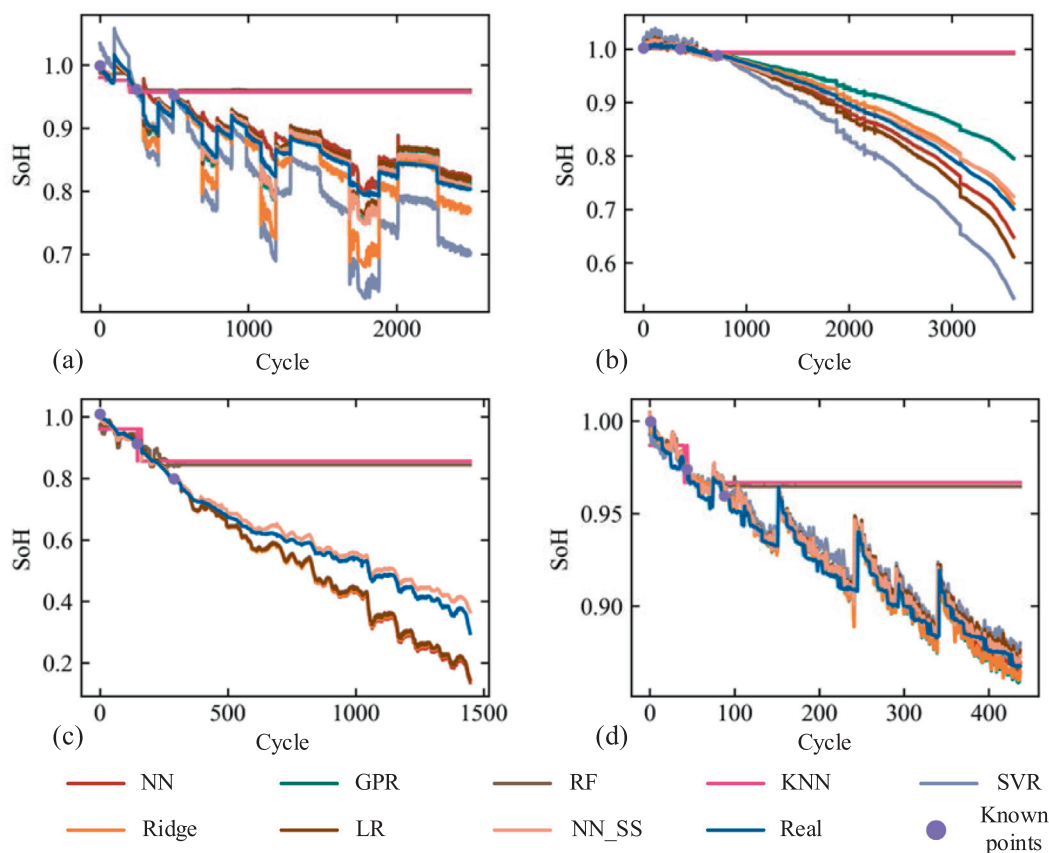 1.0
0.9
0.8
0.7
SoH
0 1000 2000
(a) Cycle
1.0
0.9
0.8
0.7
0.6
SoH
0 1000 2000 3000
(b) Cycle
1.0
0.8
0.6
0.4
0.2
SoH
0 500 1000 1500
(c) Cycle
1.00
0.95
0.90
SoH
0 100 200 300 400
(d) Cycle
NN GPR RF KNN SVR
Ridge LR NN_SS Real Known
points